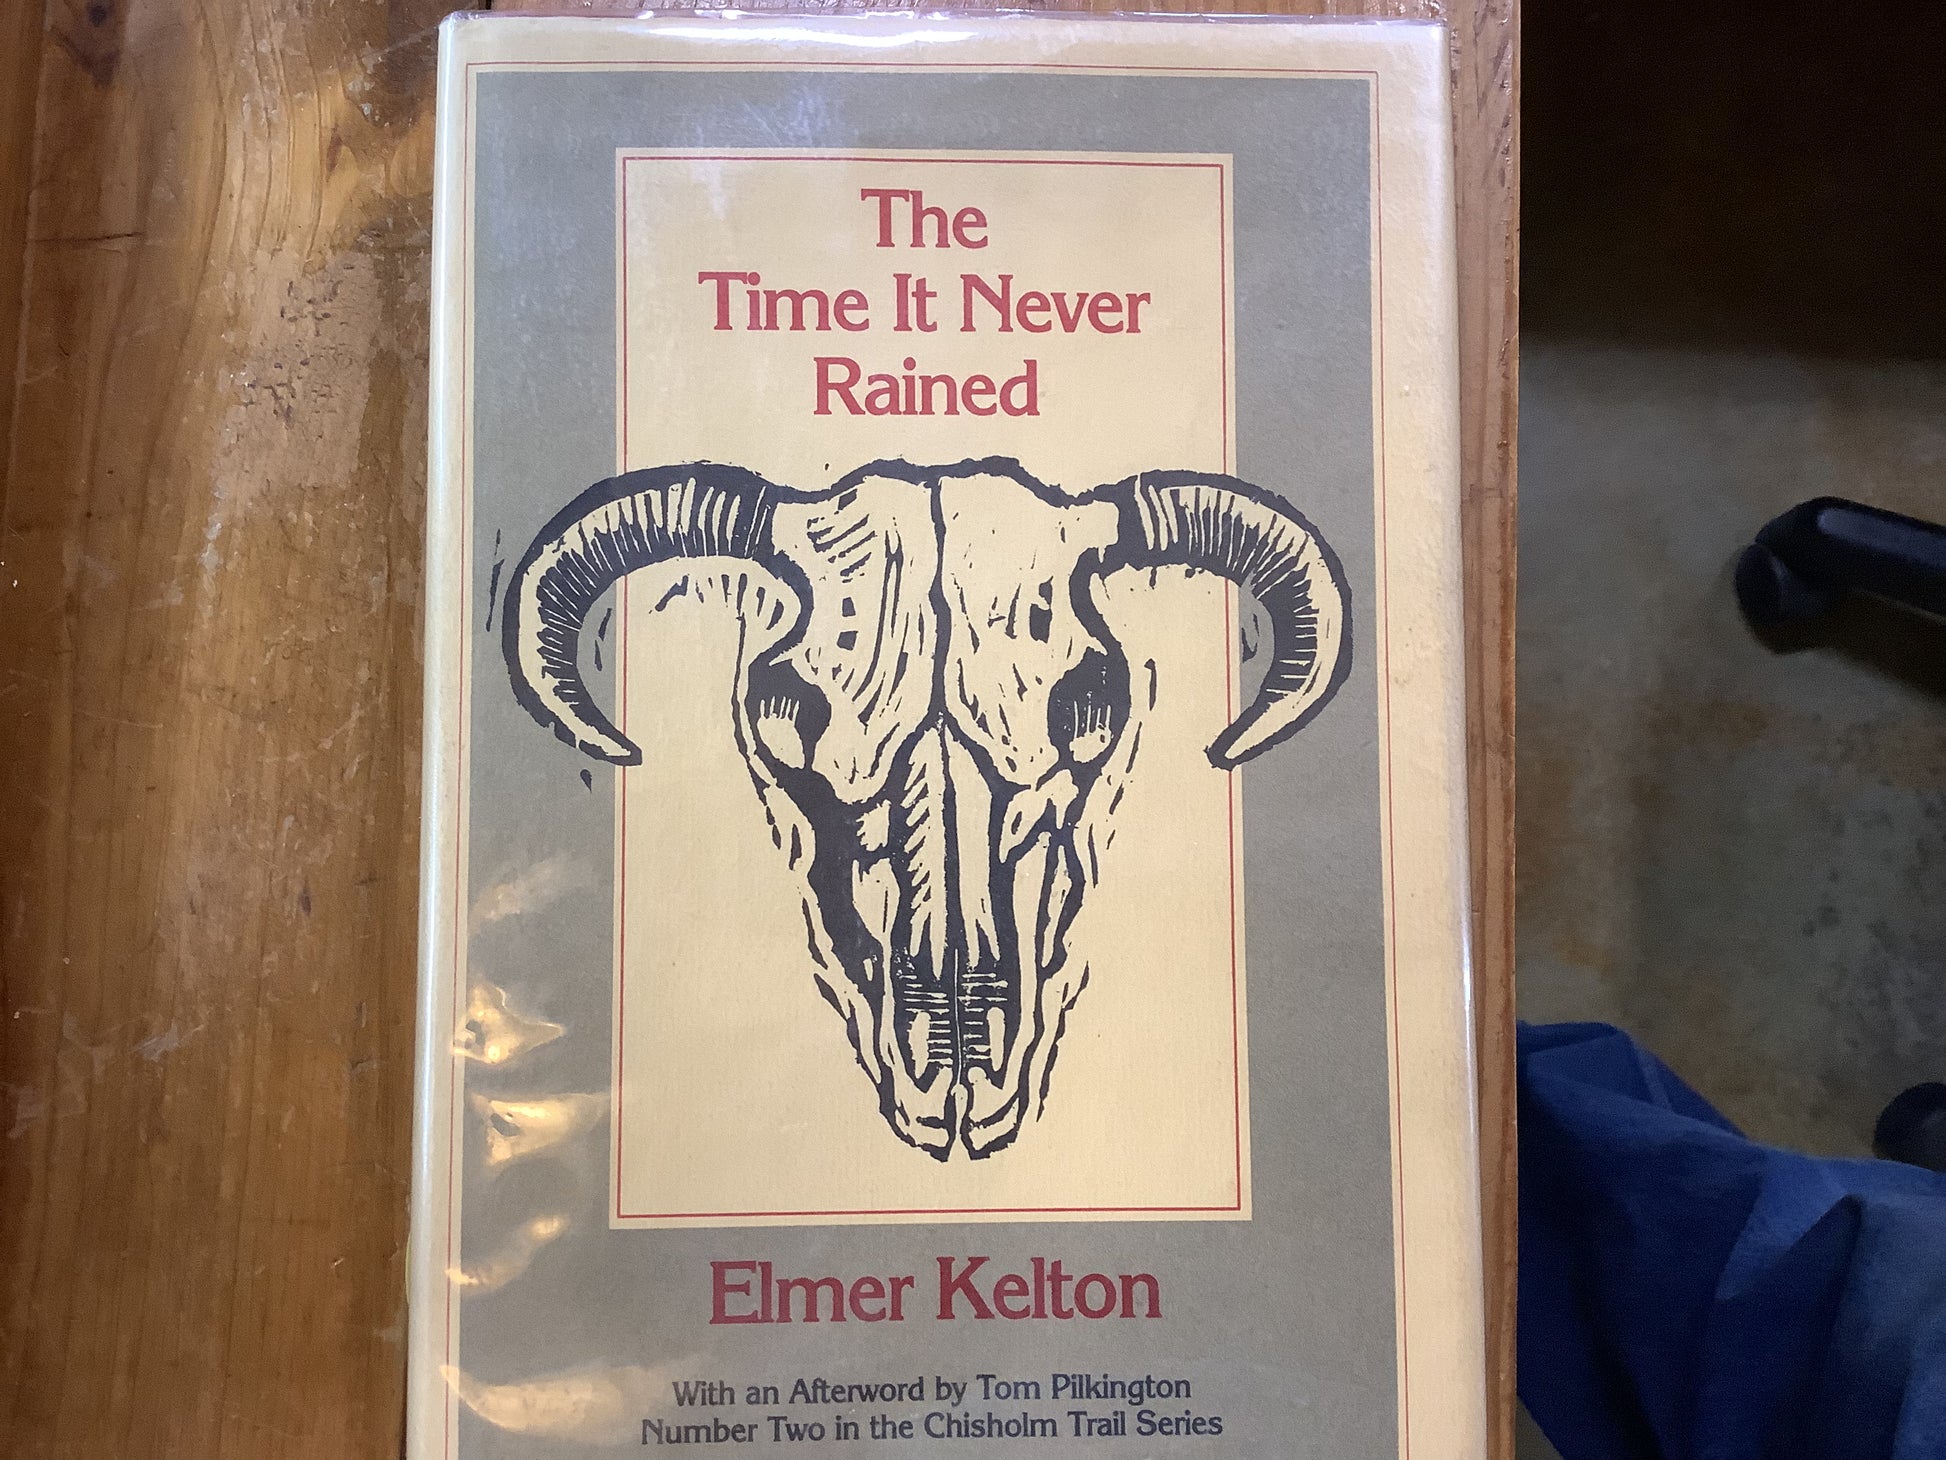 The
Time It Never
Rained
Elmer Kelton
With an Afterword by Tom Pilkington
Number Two in the Chisholm Trail Series